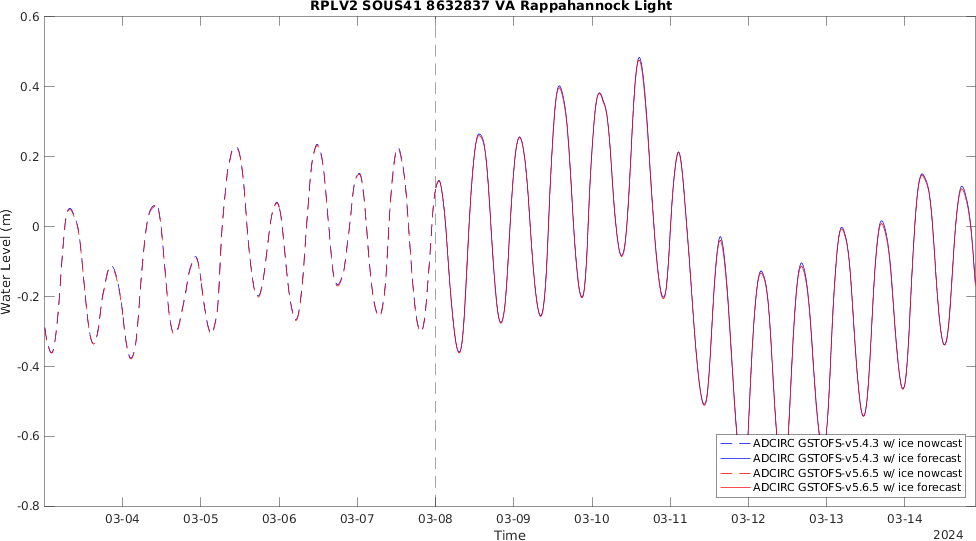 RPLV2 SOUS41 8632837 VA Rappahannock Light
Water Level (m)
0.6
0.4
0.2
0
-0.2
-0.4
-0.6
-0.8
ADCIRC GSTOFS-v5.4.3 w/ ice nowcast
ADCIRC GSTOFS-v5.4.3 w/ ice forecast
ADCIRC GSTOFS-v5.6.5 w/ ice nowcast
ADCIRC GSTOFS-v5.6.5 w/ ice forecast
03-04 03-05 03-06 03-07 03-08 03-09 03-10 03-11 03-12 03-13 03-14
Time
2024